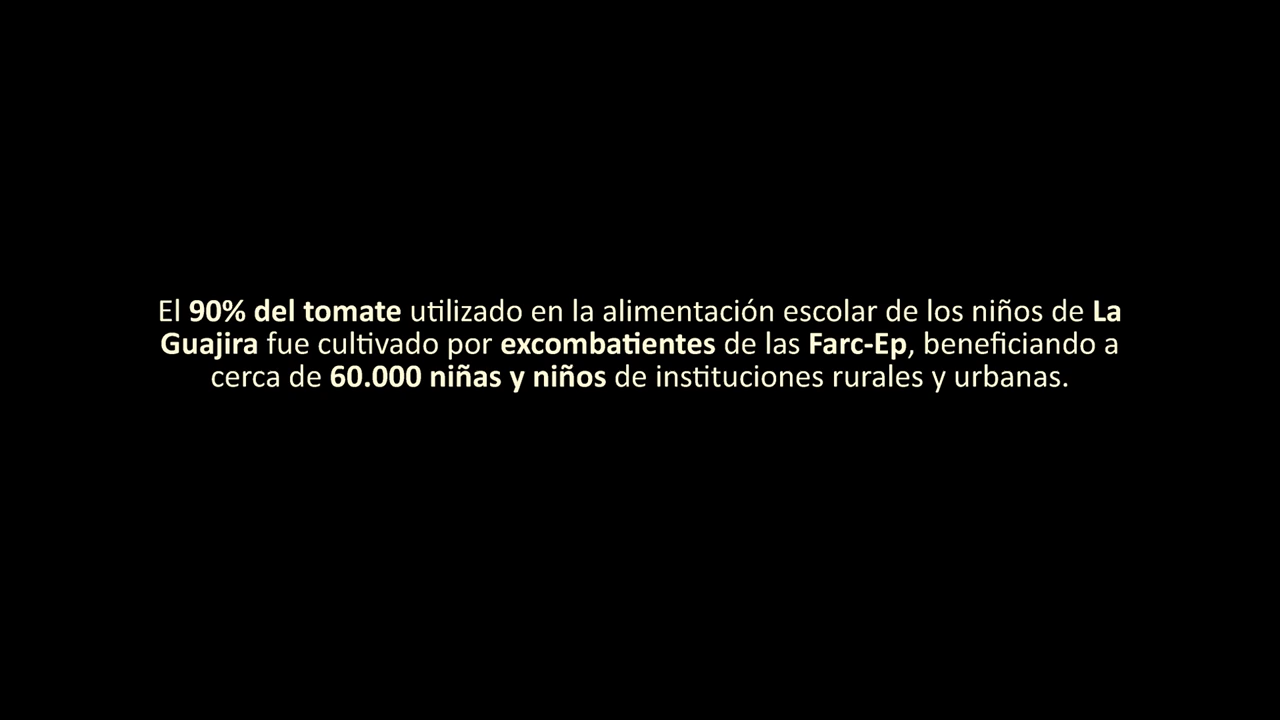 El 90% del tomate utilizado en la alimentación escolar de los niños de La
Guajira fue cultivado por excombatientes de las Farc-Ep, beneficiando a
cerca de 60.000 niñas y niños de instituciones rurales y urbanas.